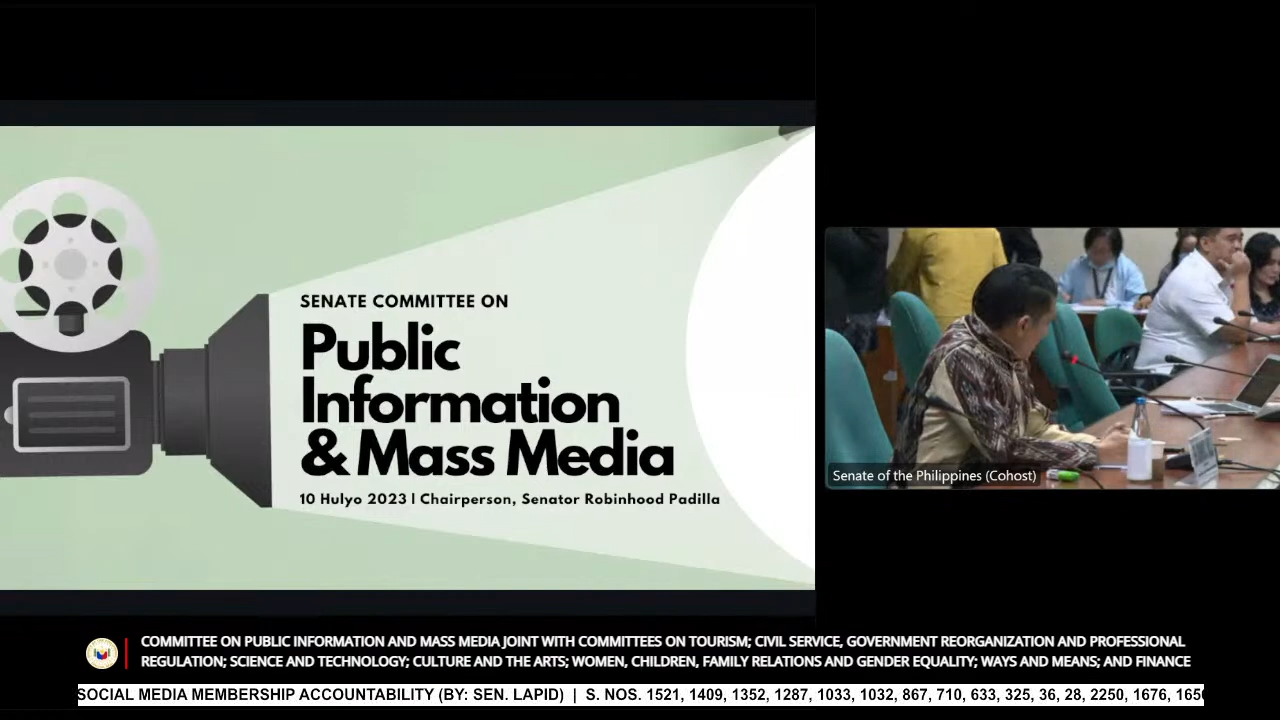 SENATE COMMITTEE ON
Public
Information
& Mass Media
10 Hulyo 2023 | Chairperson, Senator Robinhood Padilla
Senate of the Philippines (Cohost)
COMMITTEE ON PUBLIC INFORMATION AND MASS MEDIA JOINT WITH COMMITTEES ON TOURISM; CIVIL SERVICE, GOVERNMENT REORGANIZATION AND PROFESSIONAL
REGULATION; SCIENCE AND TECHNOLOGY; CULTURE AND THE ARTS; WOMEN, CHILDREN, FAMILY RELATIONS AND GENDER EQUALITY; WAYS AND MEANS; AND FINANCE
SOCIAL MEDIA MEMBERSHIP ACCOUNTABILITY (BY: SEN. LAPID) | S. NOS. 1521, 1409, 1352, 1287, 1033, 1032, 867, 710, 633, 325, 36, 28, 2250, 1676, 165